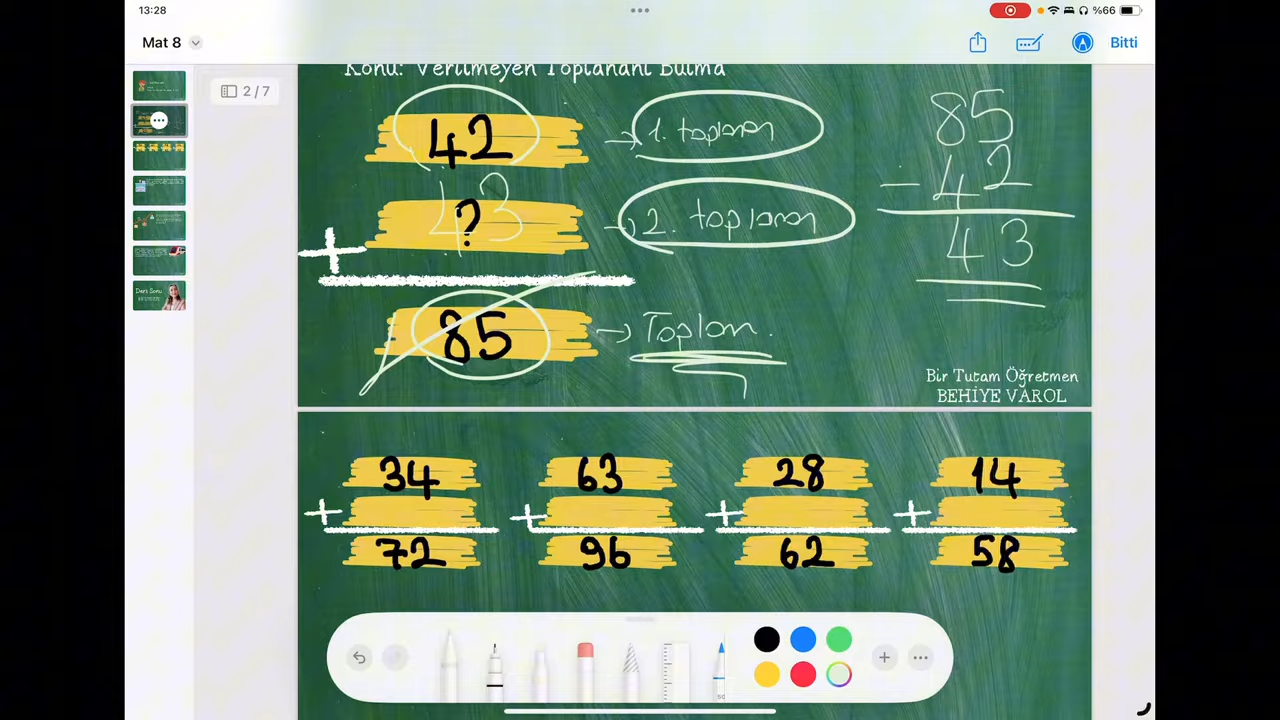 13:28
%66
Mat 8
Bitti
2/7
Konu: Verilmeyen Toplananı Bulma
42
1. toplanan
85
- 42
43
?
43
2. toplanan
+
85
Toplam.
Bir Tutam Öğretmen
BEHİYE VAROL
34
+
72
63
+
96
28
+
62
14
+
58
Ders Sonu
50